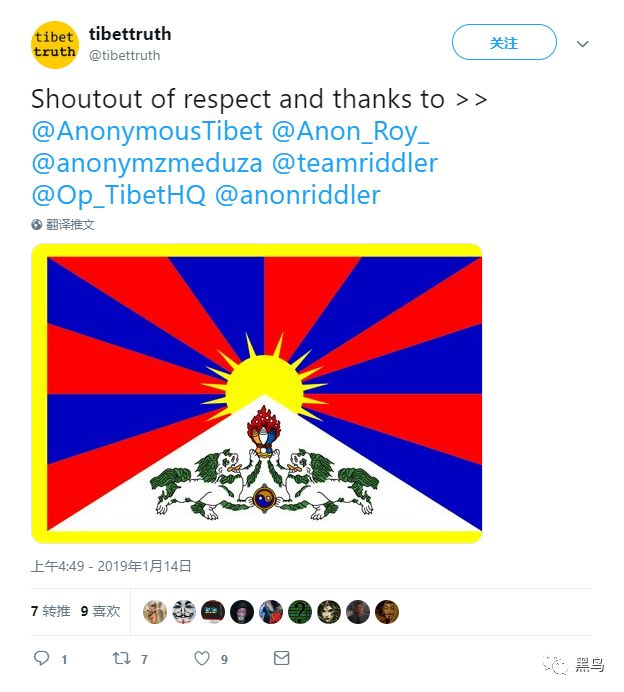 tibet
truth
tibettruth
@tibettruth
关注
Shoutout of respect and thanks to >>
@AnonymousTibet @Anon_Roy_
@anonymzmeduza @teamriddler
@Op_TibetHQ @anonriddler
翻译推文
上午4:49 - 2019年1月14日
7 转推 9 喜欢
1 7 9
黑鸟